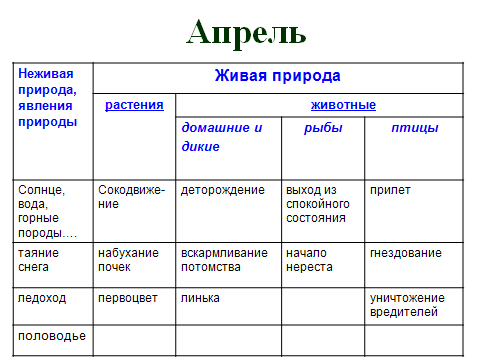 Апрель
Неживая природа, явления природы
Живая природа
растения
животные
домашние и дикие
рыбы
птицы
Солнце, вода, горные породы….
Сокодвиже-ние
деторождение
выход из спокойного состояния
прилет
таяние снега
набухание почек
вскармливание потомства
начало нереста
гнездование
ледоход
первоцвет
линька
уничтожение вредителей
половодье